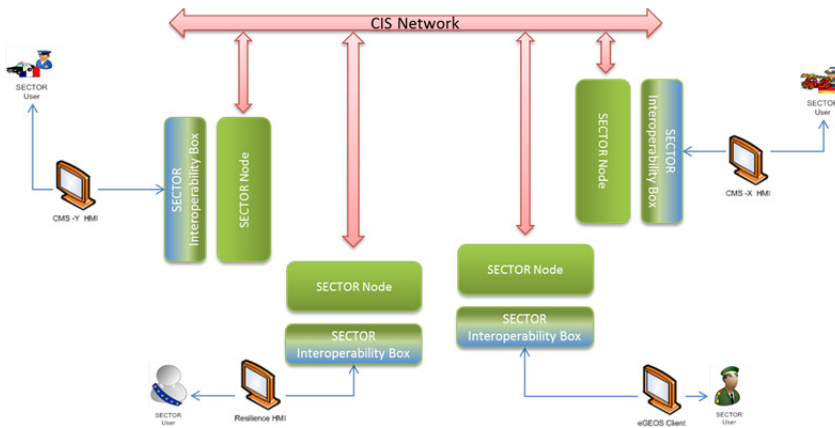 CIS Network
SECTOR
User
CMS -Y HMI
SECTOR
Interoperability Box
SECTOR Node
SECTOR Node
SECTOR
Interoperability Box
SECTOR
User
CMS -X HMI
SECTOR Node
SECTOR
Interoperability Box
SECTOR Node
SECTOR
Interoperability Box
SECTOR
User
Resilience HMI
eGEOS Client
SECTOR
User